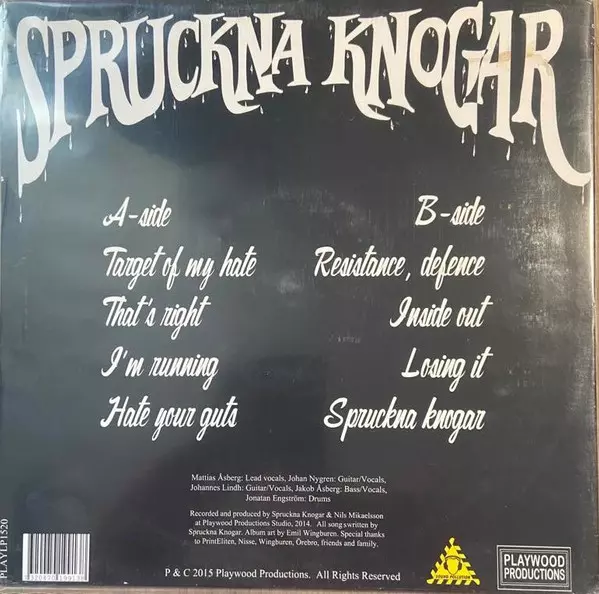 SPRUCKNA KNOGAR
A-side
Target of my hate
That's right
I'm running
Hate your guts
B-side
Resistance, defence
Inside out
Losing it
Spruckna knogar
Mattias Åsberg: Lead vocals, Johan Nygren: Guitar/Vocals,
Johannes Lindh: Guitar/Vocals, Jakob Åsberg: Bass/Vocals,
Jonatan Engström: Drums
Recorded and produced by Spruckna Knogar & Nils Mikaelsson
at Playwood Productions Studio, 2014. All song swritten by
Spruckna Knogar. Album art by Emil Wingburen. Special thanks
to PrintEliten, Nisse, Wingburen, Örebro, friends and family.
P & C 2015 Playwood Productions. All Rights Reserved
PLAYLP1520
SOUND POLLUTION
PLAYWOOD
PRODUCTIONS